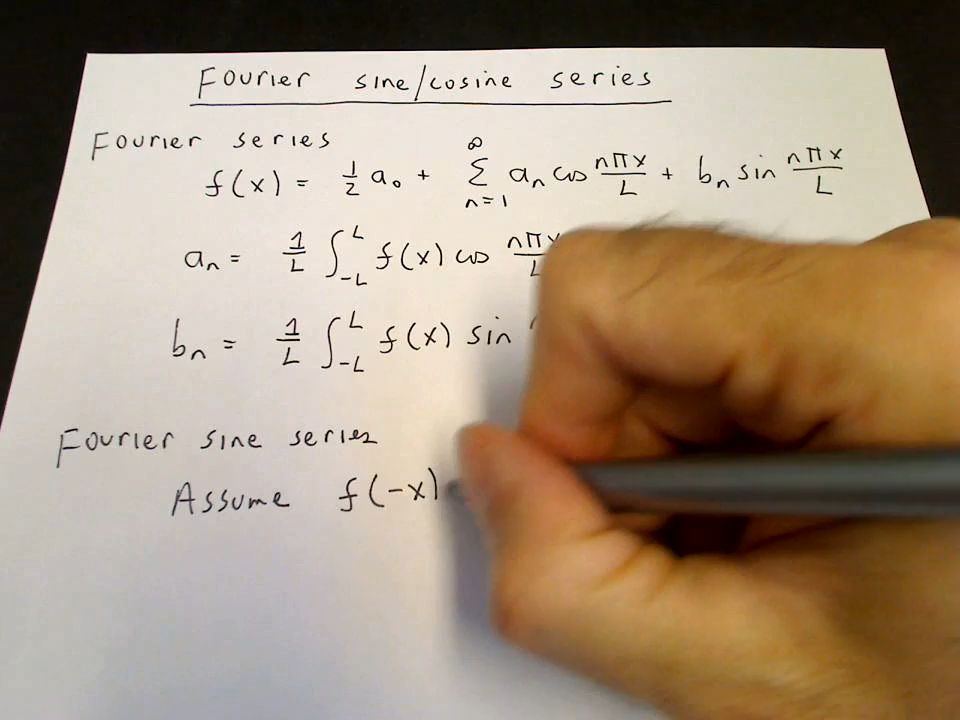 Fourier sine/cosine series
Fourier series
f(x) = 1/2 a₀ + ∞ Σ n=1 aₙ cos nπx/L + bₙ sin nπx/L
aₙ = 1/L ∫_{-L}^{L} f(x) cos nπx/L
bₙ = 1/L ∫_{-L}^{L} f(x) sin
Fourier sine series
Assume f(-x)